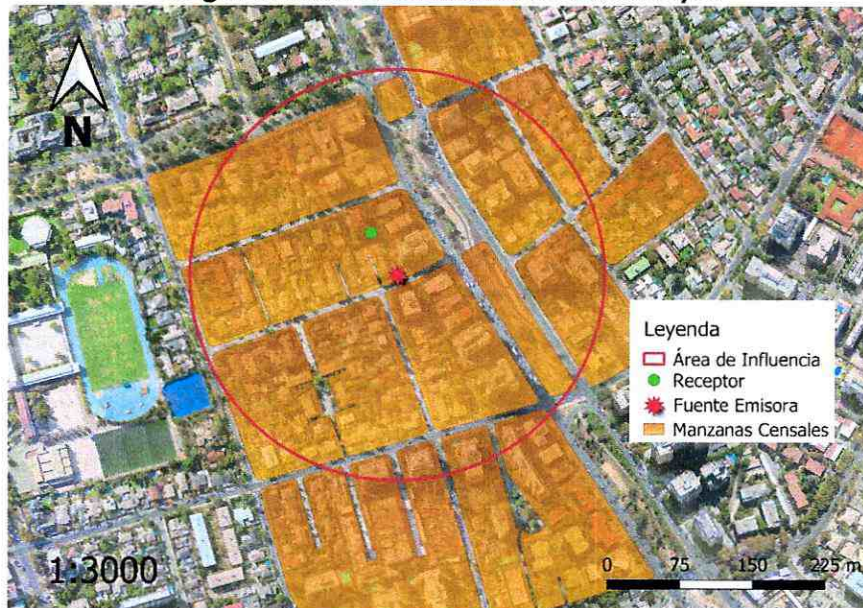 N
Leyenda
Área de Influencia
Receptor
Fuente Emisora
Manzanas Censales
1:3000
0 75 150 225 m